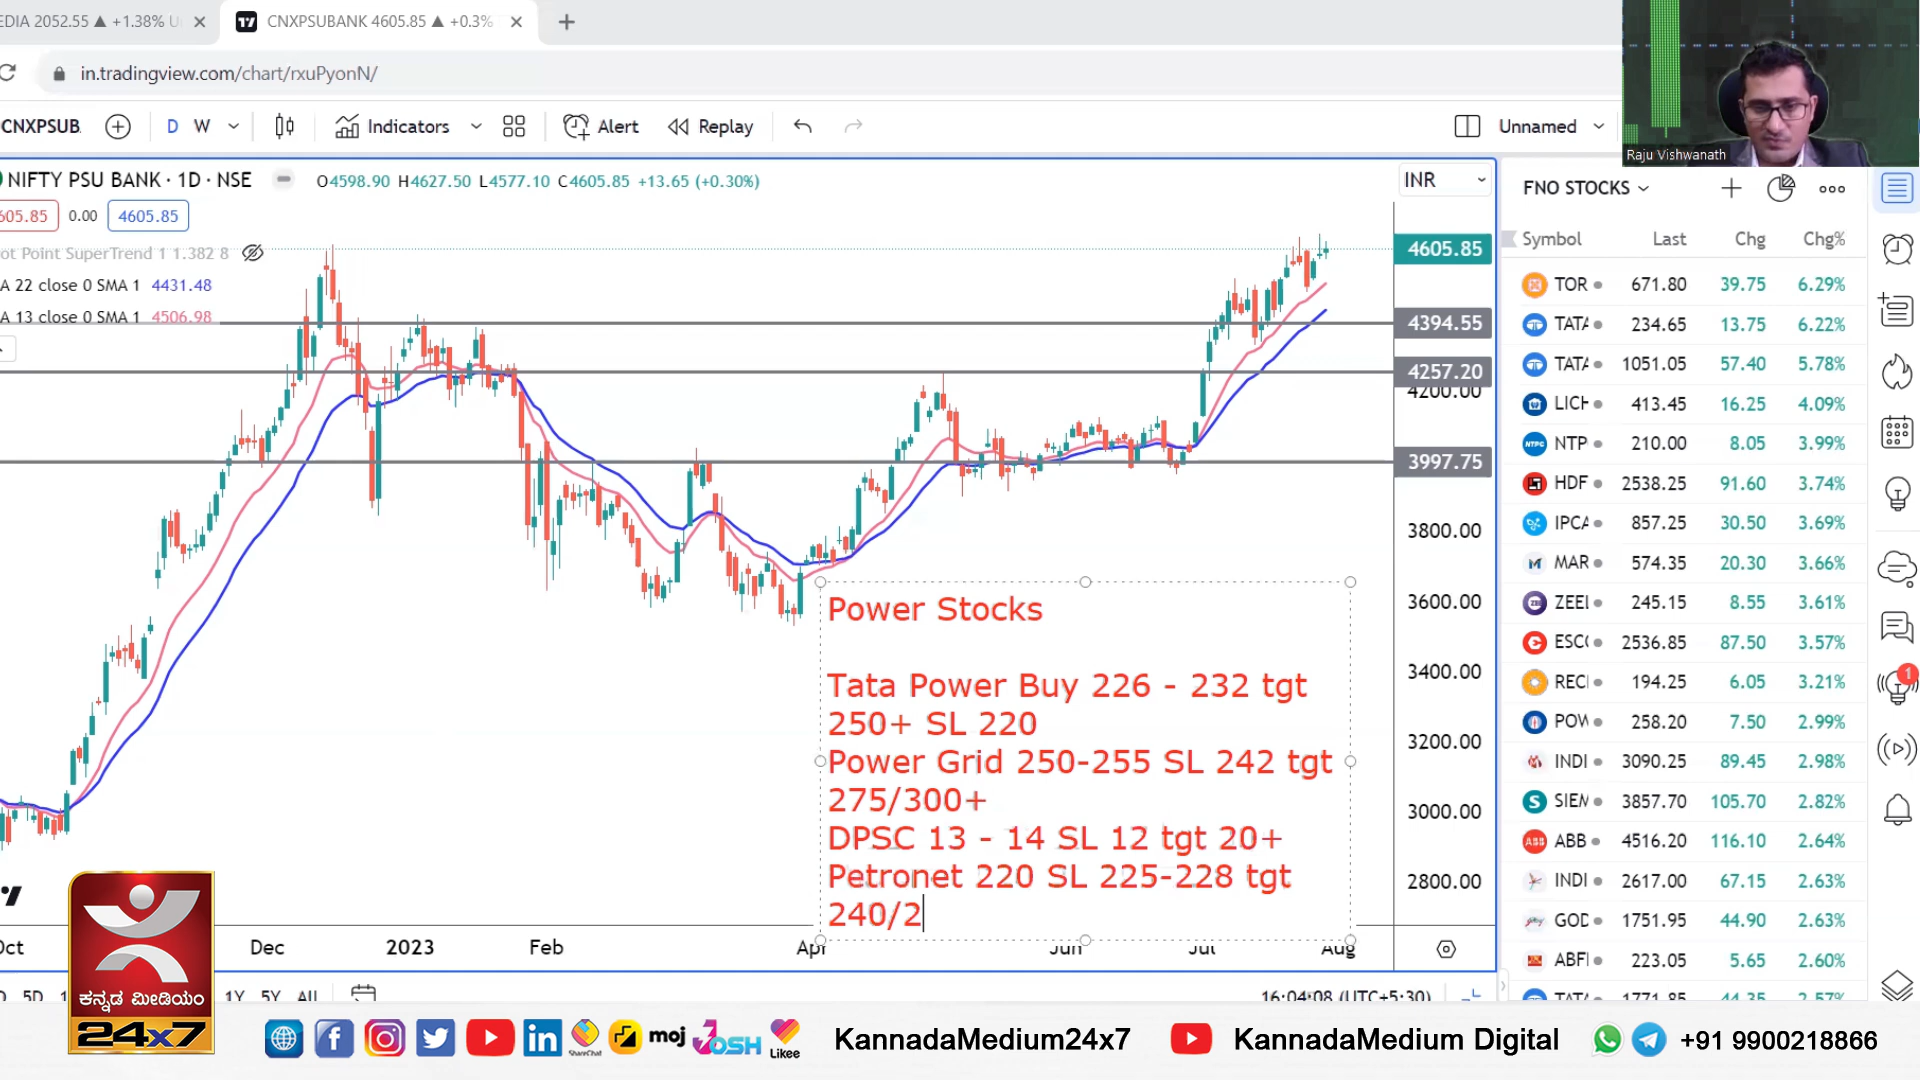 EDIA 2052.55 ▲ +1.38% U
CNXPSUBANK 4605.85 ▲ +0.3%
in.tradingview.com/chart/rxuPyonN/
CNXPSUB.
D W
Indicators
Alert
Replay
Unnamed
Raju Vishwanath
NIFTY PSU BANK · 1D · NSE
O4598.90 H4627.50 L4577.10 C4605.85 +13.65 (+0.30%)
INR
605.85 0.00 4605.85
ot Point SuperTrend 1 1.382 8
A 22 close 0 SMA 1 4431.48
A 13 close 0 SMA 1 4506.98
4605.85
4394.55
4257.20
4200.00
3997.75
3800.00
3600.00
3400.00
3200.00
3000.00
2800.00
Power Stocks
Tata Power Buy 226 - 232 tgt
250+ SL 220
Power Grid 250-255 SL 242 tgt
275/300+
DPSC 13 - 14 SL 12 tgt 20+
Petronet 220 SL 225-228 tgt
240/2
Oct Dec 2023 Feb Apr Jun Jul Aug
5D 1Y 5Y All
16:04:08 (UTC+5:30)
FNO STOCKS
Symbol Last Chg Chg%
TOR 671.80 39.75 6.29%
TATA 234.65 13.75 6.22%
TATA 1051.05 57.40 5.78%
LICH 413.45 16.25 4.09%
NTP 210.00 8.05 3.99%
HDF 2538.25 91.60 3.74%
IPCA 857.25 30.50 3.69%
MAR 574.35 20.30 3.66%
ZEEL 245.15 8.55 3.61%
ESCO 2536.85 87.50 3.57%
RECL 194.25 6.05 3.21%
POW 258.20 7.50 2.99%
INDI 3090.25 89.45 2.98%
SIEM 3857.70 105.70 2.82%
ABB 4516.20 116.10 2.64%
INDI 2617.00 67.15 2.63%
GOD 1751.95 44.90 2.63%
ABFI 223.05 5.65 2.60%
TATA 1771.85 44.35 2.57%
1
ಕನ್ನಡ ಮೀಡಿಯಂ
24x7
ShareChat
moj
JOSH
Likee
KannadaMedium24x7
KannadaMedium Digital
+91 9900218866